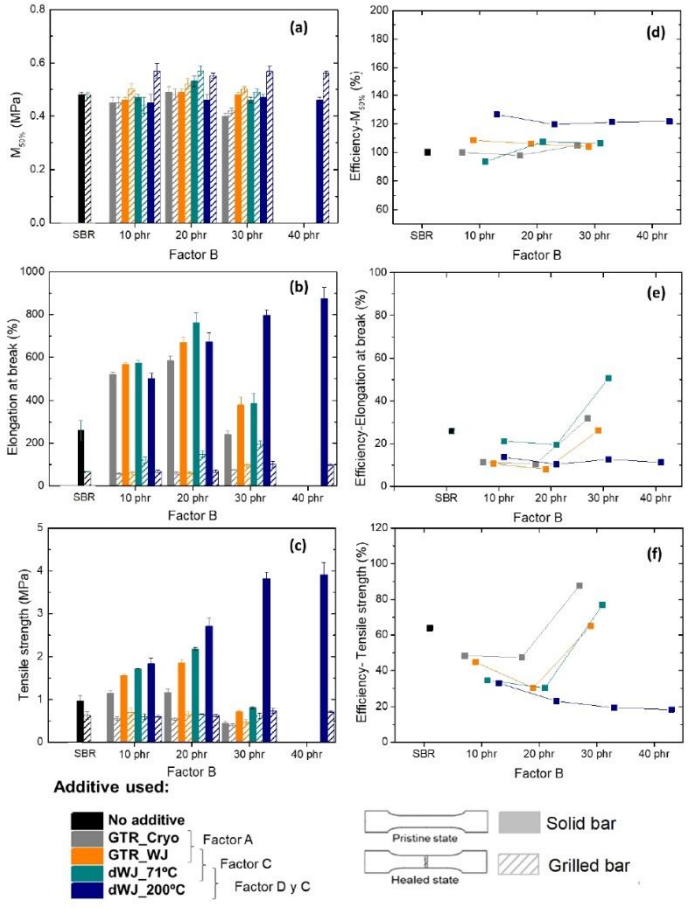 (a)
M50% (MPa)
0.8
0.6
0.4
0.2
0.0
SBR 10 phr 20 phr 30 phr 40 phr
Factor B
(d)
Efficiency-M50% (%)
200
180
160
140
120
100
80
60
SBR 10 phr 20 phr 30 phr 40 phr
Factor B
(b)
Elongation at break (%)
1000
800
600
400
200
0
SBR 10 phr 20 phr 30 phr 40 phr
Factor B
(e)
Efficiency-Elongation at break (%)
100
80
60
40
20
0
SBR 10 phr 20 phr 30 phr 40 phr
Factor B
(c)
Tensile strength (MPa)
5
4
3
2
1
0
SBR 10 phr 20 phr 30 phr 40 phr
Factor B
(f)
Efficiency- Tensile strength (%)
120
100
80
60
40
20
0
SBR 10 phr 20 phr 30 phr 40 phr
Factor B
Additive used:
No additive
GTR_Cryo
GTR_WJ
dWJ_71ºC
dWJ_200ºC
Factor A
Factor C
Factor D y C
Pristine state
Healed state
Solid bar
Grilled bar